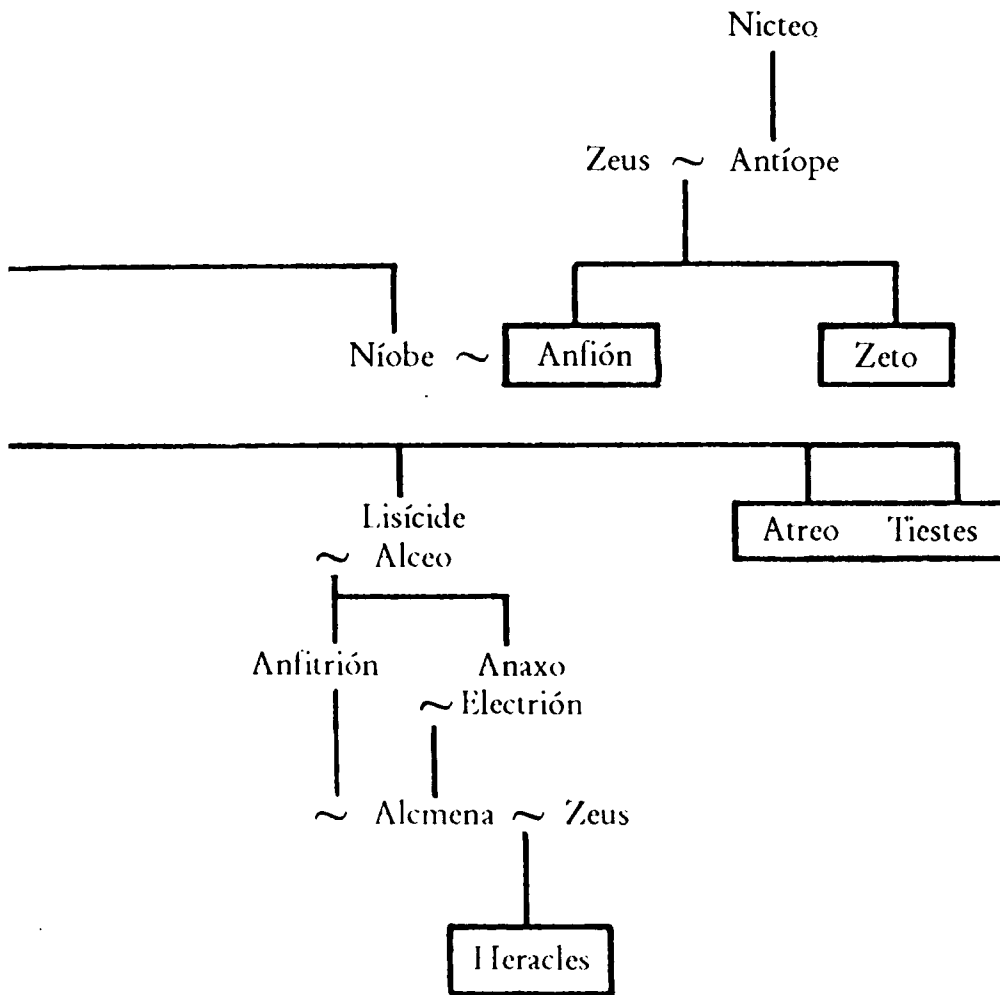 Nicteo
Zeus ~ Antíope
Níobe ~ Anfión Zeto
Lisícide
~ Alceo
Atreo Tiestes
Anfitrión Anaxo
~ Electrión
~ Alcmena ~ Zeus
Heracles